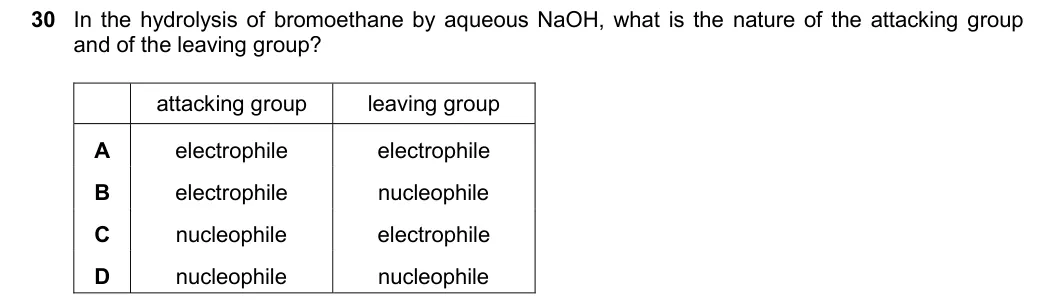 30 In the hydrolysis of bromoethane by aqueous NaOH, what is the nature of the attacking group
and of the leaving group?
attacking group leaving group
A electrophile electrophile
B electrophile nucleophile
C nucleophile electrophile
D nucleophile nucleophile